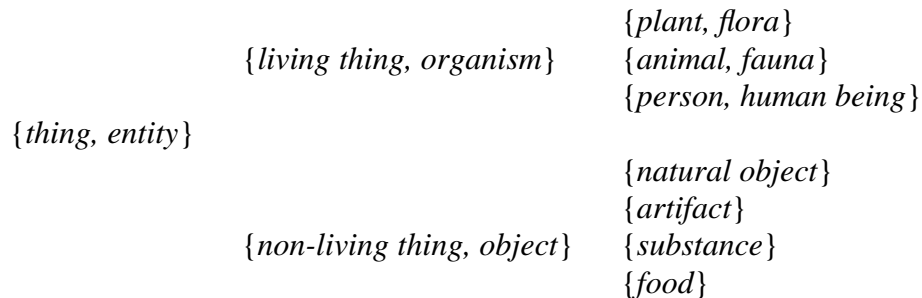 {plant, flora}
{living thing, organism} {animal, fauna}
{person, human being}
{thing, entity}
{natural object}
{artifact}
{non-living thing, object} {substance}
{food}